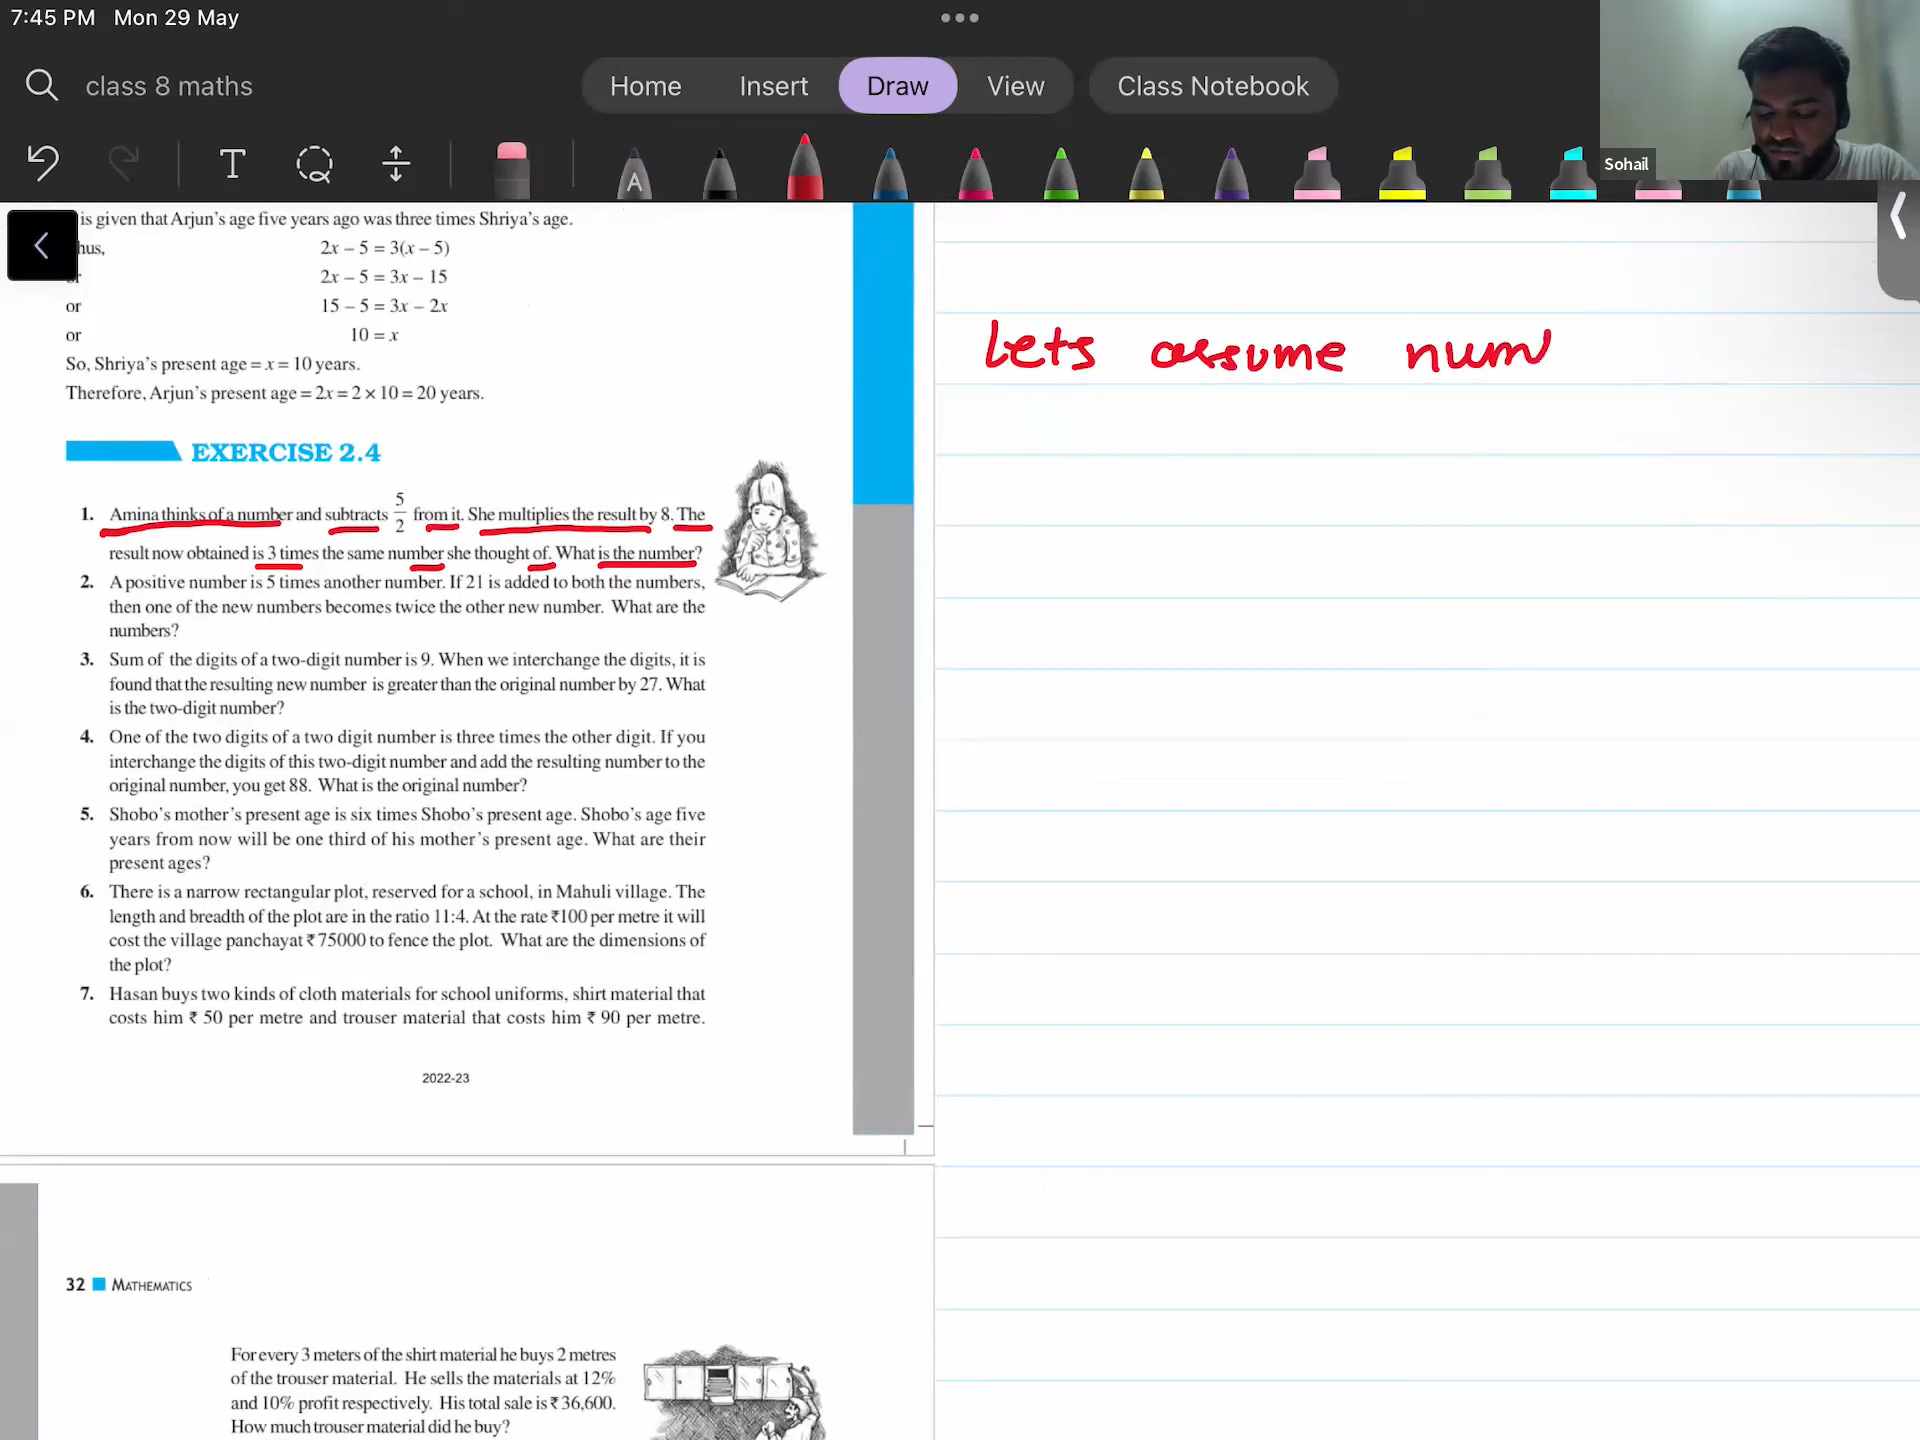 7:45 PM Mon 29 May
class 8 maths
Home Insert Draw View Class Notebook
T
A
Sohail
is given that Arjun's age five years ago was three times Shriya's age.
hus, 2x – 5 = 3(x – 5)
2x – 5 = 3x – 15
or 15 – 5 = 3x – 2x
or 10 = x
So, Shriya's present age = x = 10 years.
Therefore, Arjun's present age = 2x = 2 × 10 = 20 years.
EXERCISE 2.4
1. Amina thinks of a number and subtracts 5/2 from it. She multiplies the result by 8. The
result now obtained is 3 times the same number she thought of. What is the number?
2. A positive number is 5 times another number. If 21 is added to both the numbers,
then one of the new numbers becomes twice the other new number. What are the
numbers?
3. Sum of the digits of a two-digit number is 9. When we interchange the digits, it is
found that the resulting new number is greater than the original number by 27. What
is the two-digit number?
4. One of the two digits of a two digit number is three times the other digit. If you
interchange the digits of this two-digit number and add the resulting number to the
original number, you get 88. What is the original number?
5. Shobo's mother's present age is six times Shobo's present age. Shobo's age five
years from now will be one third of his mother's present age. What are their
present ages?
6. There is a narrow rectangular plot, reserved for a school, in Mahuli village. The
length and breadth of the plot are in the ratio 11:4. At the rate ₹100 per metre it will
cost the village panchayat ₹ 75000 to fence the plot. What are the dimensions of
the plot?
7. Hasan buys two kinds of cloth materials for school uniforms, shirt material that
costs him ₹ 50 per metre and trouser material that costs him ₹ 90 per metre.
2022-23
32 MATHEMATICS
For every 3 meters of the shirt material he buys 2 metres
of the trouser material. He sells the materials at 12%
and 10% profit respectively. His total sale is ₹ 36,600.
How much trouser material did he buy?
Lets assume num